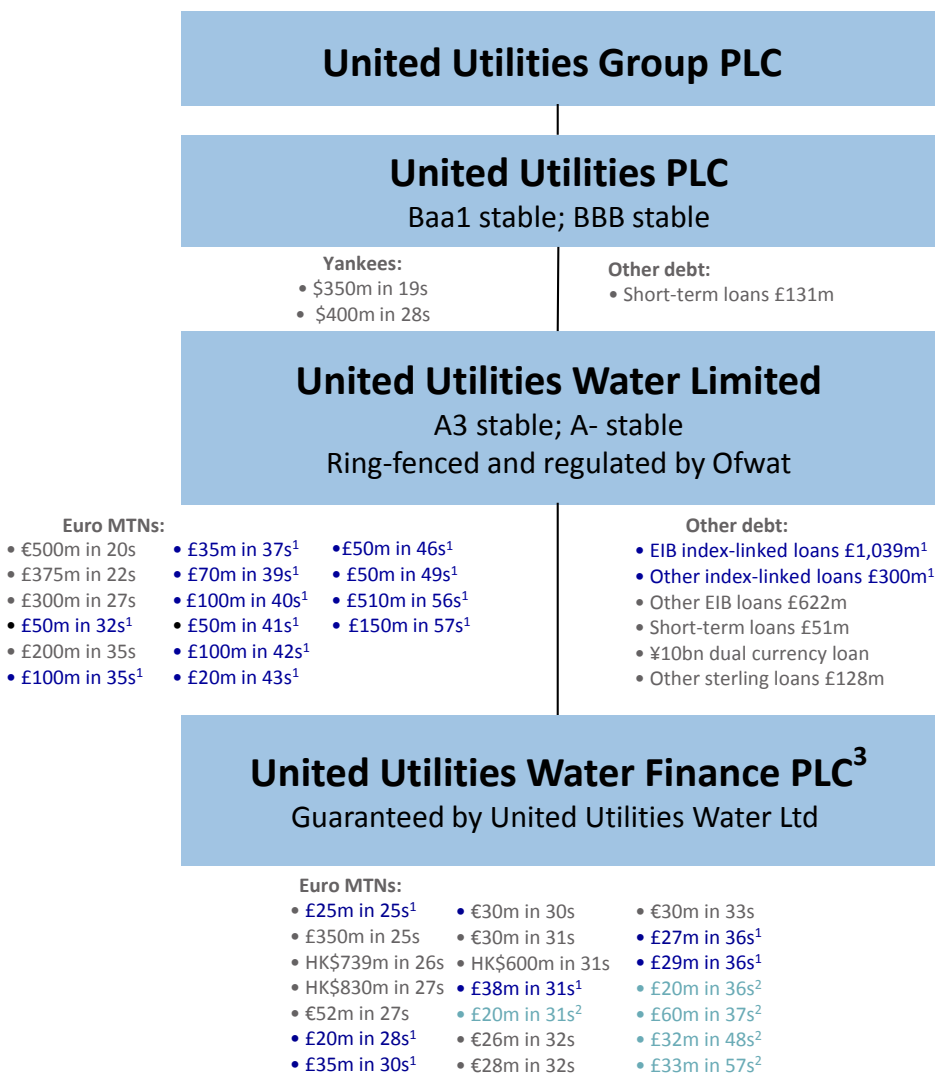 United Utilities Group PLC
United Utilities PLC
Baa1 stable; BBB stable
Yankees:
• $350m in 19s
• $400m in 28s
Other debt:
• Short-term loans £131m
United Utilities Water Limited
A3 stable; A- stable
Ring-fenced and regulated by Ofwat
Euro MTNs:
• €500m in 20s
• £375m in 22s
• £300m in 27s
• £50m in 32s¹
• £200m in 35s
• £100m in 35s¹
• £35m in 37s¹
• £70m in 39s¹
• £100m in 40s¹
• £50m in 41s¹
• £100m in 42s¹
• £20m in 43s¹
•£50m in 46s¹
• £50m in 49s¹
• £510m in 56s¹
• £150m in 57s¹
Other debt:
• EIB index-linked loans £1,039m¹
• Other index-linked loans £300m¹
• Other EIB loans £622m
• Short-term loans £51m
• ¥10bn dual currency loan
• Other sterling loans £128m
United Utilities Water Finance PLC³
Guaranteed by United Utilities Water Ltd
Euro MTNs:
• £25m in 25s¹
• £350m in 25s
• HK$739m in 26s
• HK$830m in 27s
• €52m in 27s
• £20m in 28s¹
• £35m in 30s¹
• €30m in 30s
• €30m in 31s
• HK$600m in 31s
• £38m in 31s¹
• £20m in 31s²
• €26m in 32s
• €28m in 32s
• €30m in 33s
• £27m in 36s¹
• £29m in 36s¹
• £20m in 36s²
• £60m in 37s²
• £32m in 48s²
• £33m in 57s²